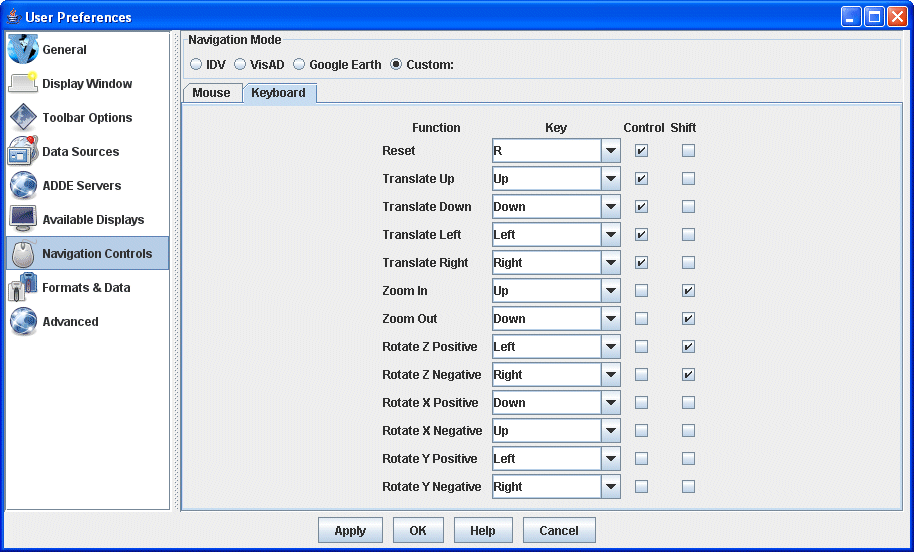 User Preferences
General
Display Window
Toolbar Options
Data Sources
ADDE Servers
Available Displays
Navigation Controls
Formats & Data
Advanced
Navigation Mode
IDV VisAD Google Earth Custom:
Mouse Keyboard
Function Key Control Shift
Reset R
Translate Up Up
Translate Down Down
Translate Left Left
Translate Right Right
Zoom In Up
Zoom Out Down
Rotate Z Positive Left
Rotate Z Negative Right
Rotate X Positive Down
Rotate X Negative Up
Rotate Y Positive Left
Rotate Y Negative Right
Apply OK Help Cancel